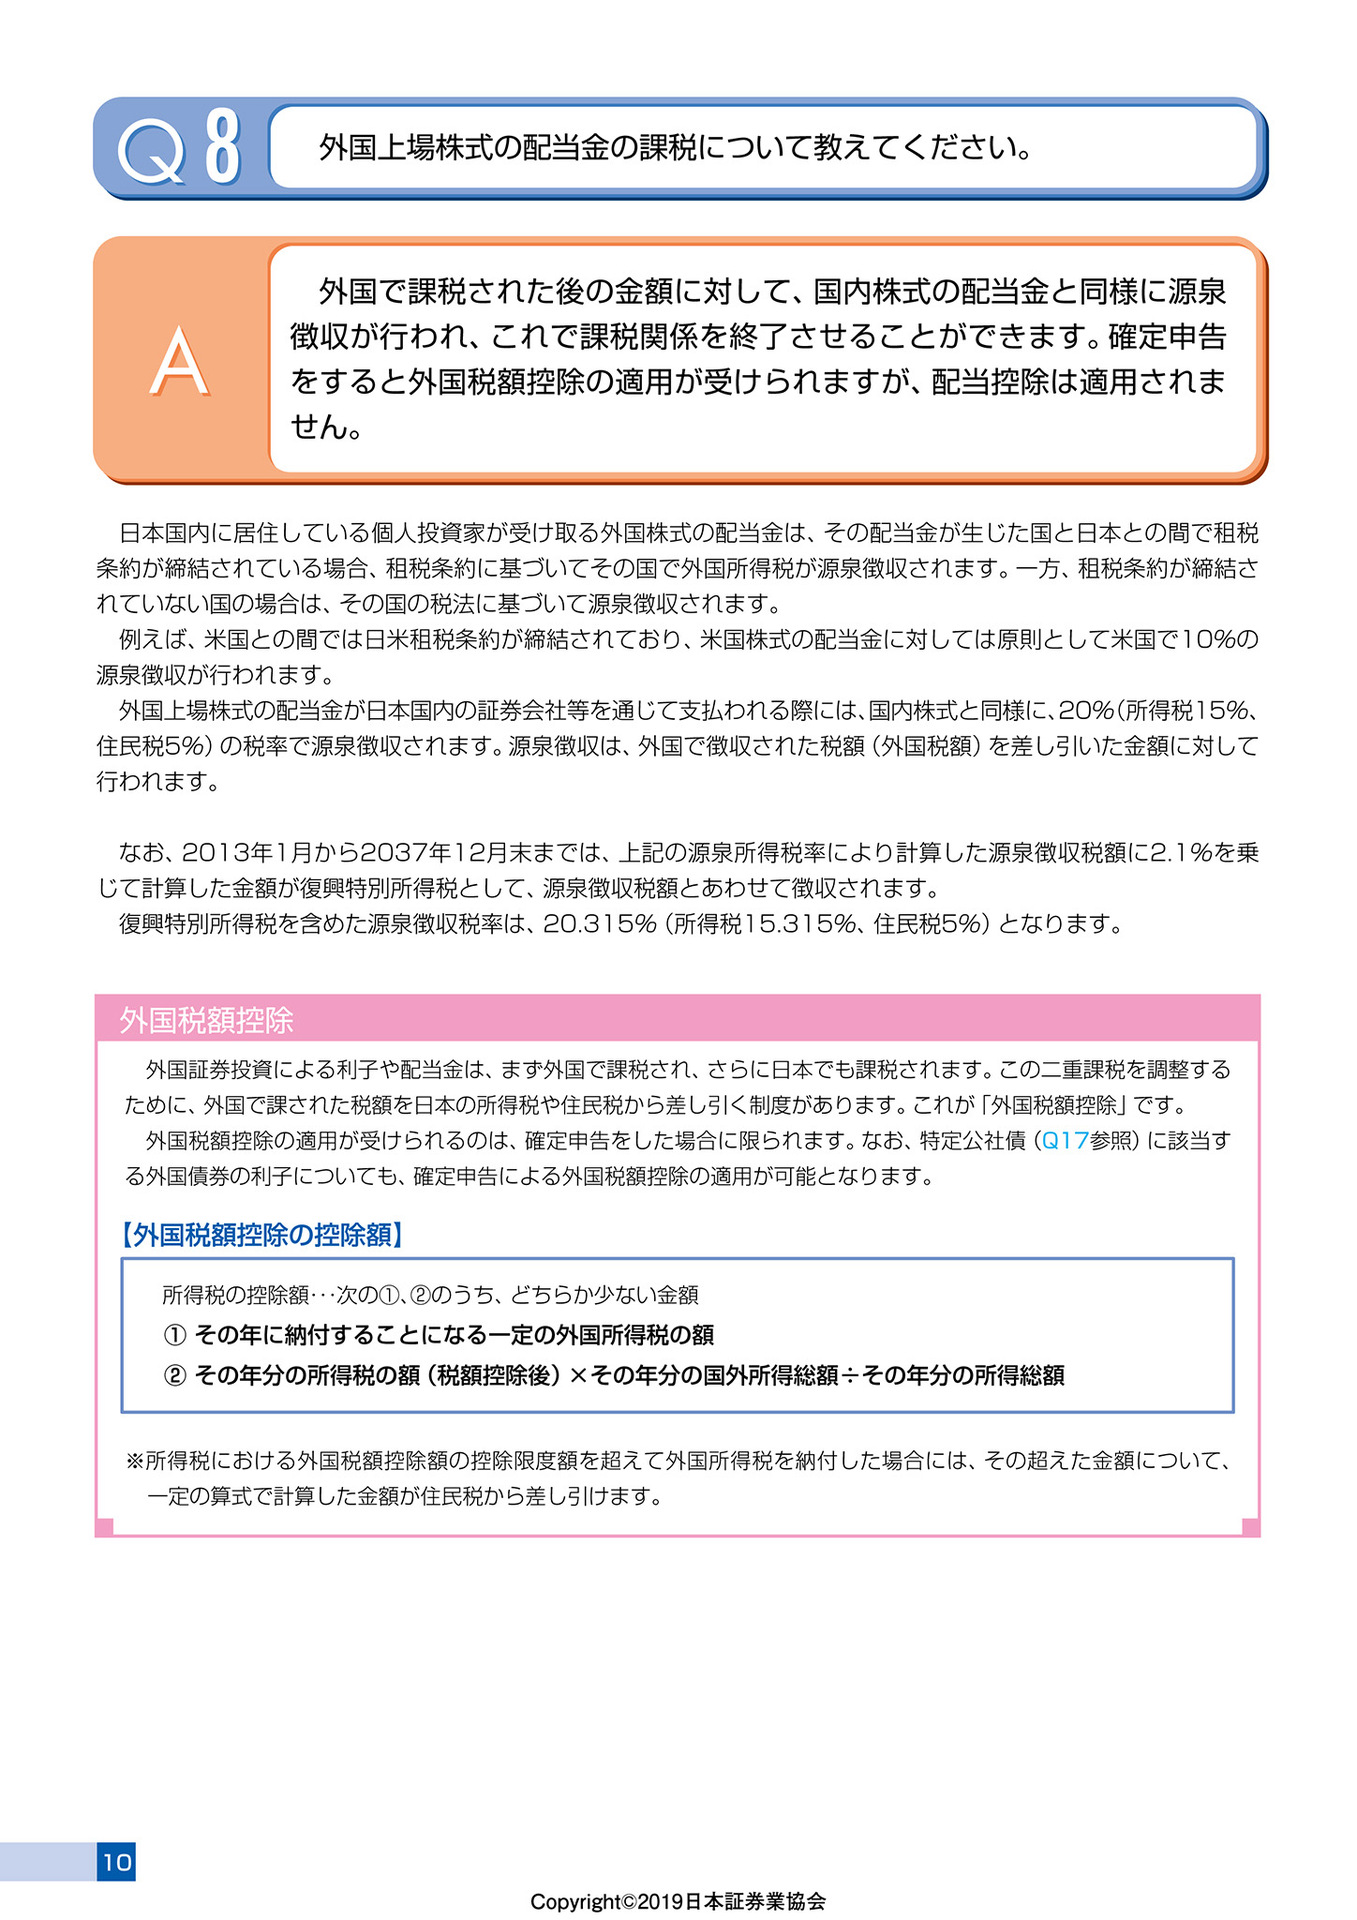 Q8 外国上場株式の配当金の課税について教えてください。
A
外国で課税された後の金額に対して、国内株式の配当金と同様に源泉
徴収が行われ、これで課税関係を終了させることができます。確定申告
をすると外国税額控除の適用が受けられますが、配当控除は適用されま
せん。
日本国内に居住している個人投資家が受け取る外国株式の配当金は、その配当金が生じた国と日本との間で租税
条約が締結されている場合、租税条約に基づいてその国で外国所得税が源泉徴収されます。一方、租税条約が締結さ
れていない国の場合は、その国の税法に基づいて源泉徴収されます。
例えば、米国との間では日米租税条約が締結されており、米国株式の配当金に対しては原則として米国で10%の
源泉徴収が行われます。
外国上場株式の配当金が日本国内の証券会社等を通じて支払われる際には、国内株式と同様に、20%(所得税15%、
住民税5%)の税率で源泉徴収されます。源泉徴収は、外国で徴収された税額(外国税額)を差し引いた金額に対して
行われます。
なお、2013年1月から2037年12月末までは、上記の源泉所得税率により計算した源泉徴収税額に2.1%を乗
じて計算した金額が復興特別所得税として、源泉徴収税額とあわせて徴収されます。
復興特別所得税を含めた源泉徴収税率は、20.315%(所得税15.315%、住民税5%)となります。
外国税額控除
外国証券投資による利子や配当金は、まず外国で課税され、さらに日本でも課税されます。この二重課税を調整する
ために、外国で課された税額を日本の所得税や住民税から差し引く制度があります。これが「外国税額控除」です。
外国税額控除の適用が受けられるのは、確定申告をした場合に限られます。なお、特定公社債(Q17参照)に該当す
る外国債券の利子についても、確定申告による外国税額控除の適用が可能となります。
【外国税額控除の控除額】
所得税の控除額･･･次の①、②のうち、どちらか少ない金額
① その年に納付することになる一定の外国所得税の額
② その年分の所得税の額(税額控除後)×その年分の国外所得総額÷その年分の所得総額
※所得税における外国税額控除額の控除限度額を超えて外国所得税を納付した場合には、その超えた金額について、
一定の算式で計算した金額が住民税から差し引けます。
10
Copyright©2019日本証券業協会